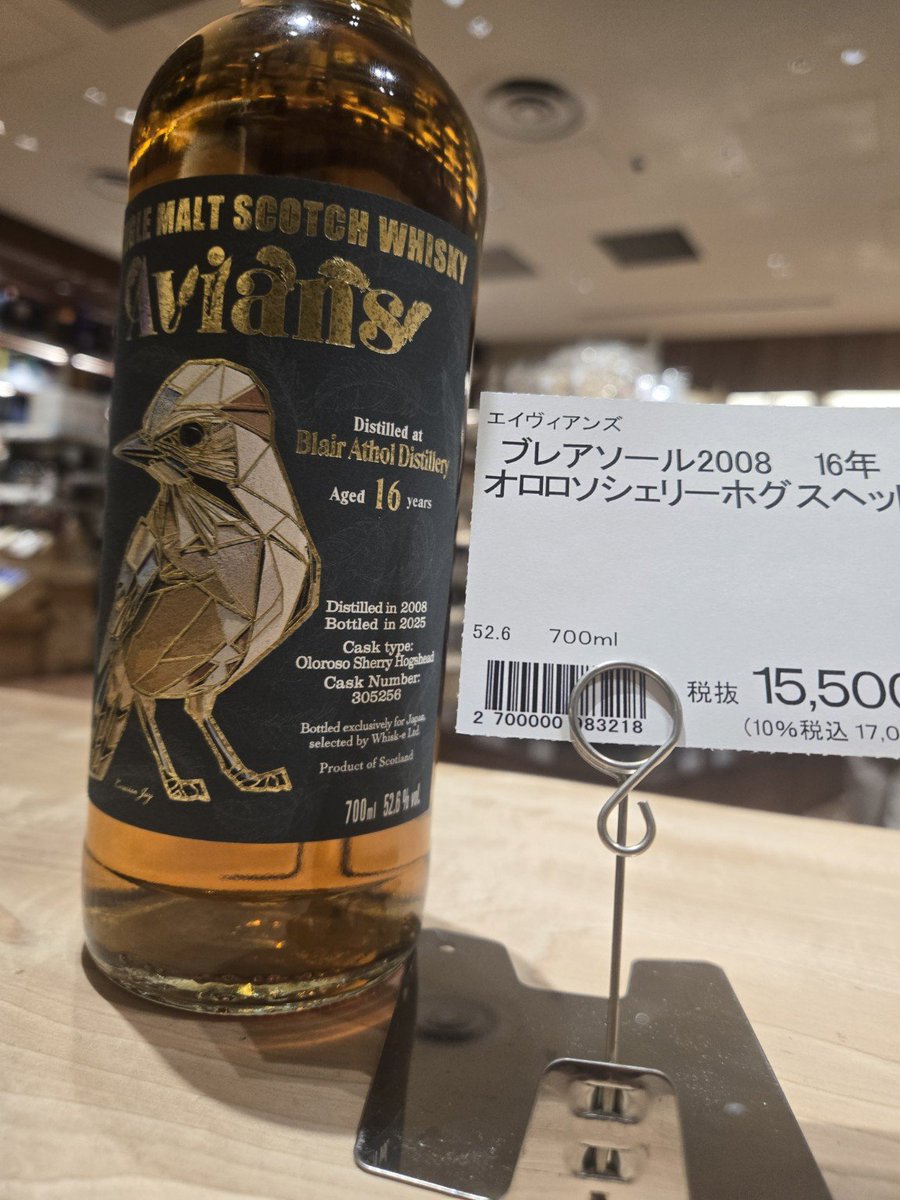 MALT SCOTCH WHISKY
Avians
Distilled at
Blair Athol Distillery
Aged 16 years
Distilled in 2008
Bottled in 2025
Cask type:
Oloroso Sherry Hogshead
Cask Number:
305256
Bottled exclusively for Japan,
selected by Whisk-e Ltd.
Product of Scotland
700ml 52.6% vol.
エイヴィアンズ
ブレアソール2008 16年
オロロソシェリーホグスヘッ
52.6 700ml
税抜 15,500
(10%税込 17,0
2 700000 083218